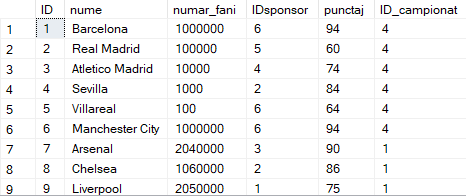 ID nume numar_fani IDsponsor punctaj ID_campionat
1 1 Barcelona 1000000 6 94 4
2 2 Real Madrid 100000 5 60 4
3 3 Atletico Madrid 10000 4 74 4
4 4 Sevilla 1000 2 84 4
5 5 Villareal 100 6 64 4
6 6 Manchester City 1000000 6 94 4
7 7 Arsenal 2040000 3 90 1
8 8 Chelsea 1060000 2 86 1
9 9 Liverpool 2050000 1 75 1